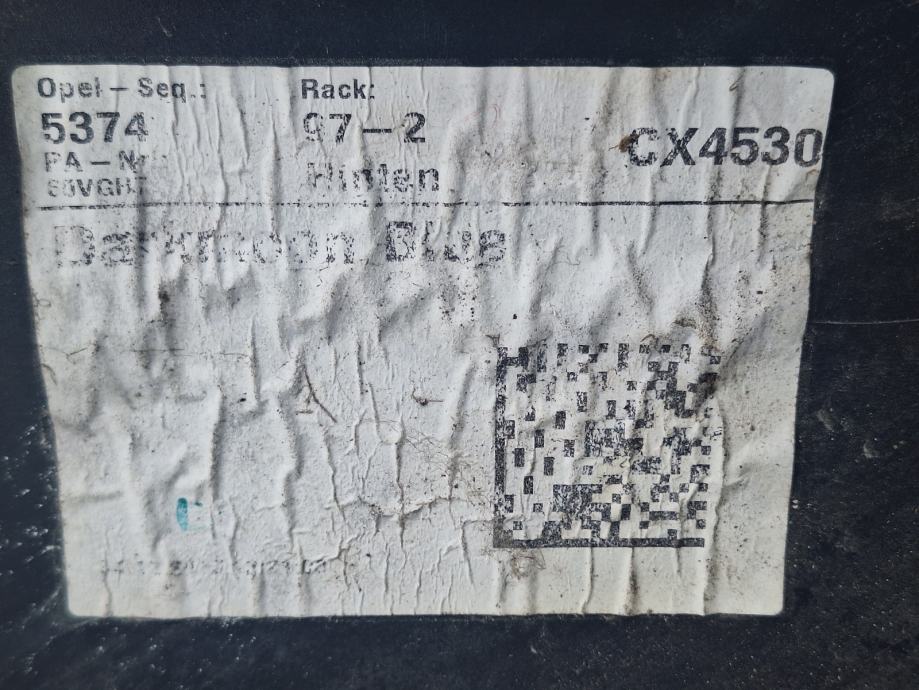 Opel – Seq.: Rack:
5374 97–2 CX4530
PA – Nr Hinten
Darkmoon Blue